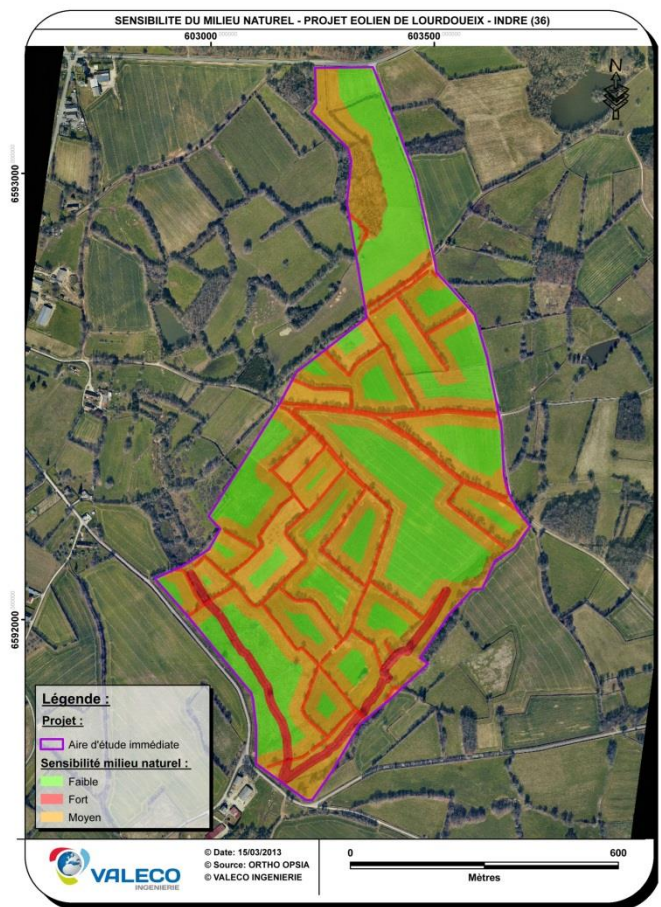 SENSIBILITE DU MILIEU NATUREL - PROJET EOLIEN DE LOURDOUEIX - INDRE (36)
603000
603500
N
6593000
6592000
Légende :
Projet :
Aire d'étude immédiate
Sensibilité milieu naturel :
Faible
Fort
Moyen
VALECO
INGENIERIE
© Date: 15/03/2013
© Source: ORTHO OPSIA
© VALECO INGENIERIE
0 600
Mètres